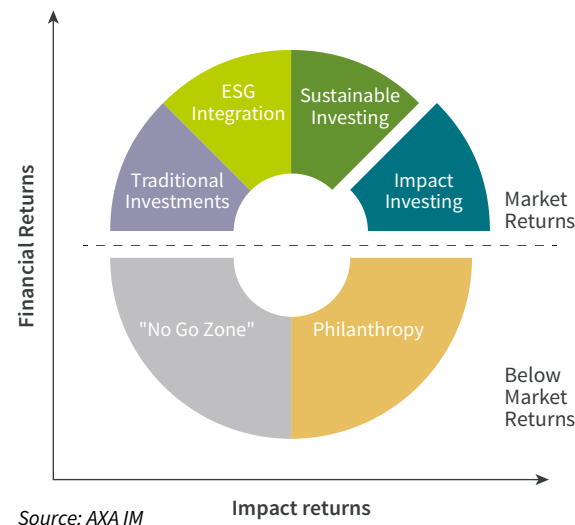 ESG
Integration
Sustainable
Investing
Traditional
Investments
Impact
Investing
Market
Returns
Financial Returns
"No Go Zone"
Philanthropy
Below
Market
Returns
Impact returns
Source: AXA IM